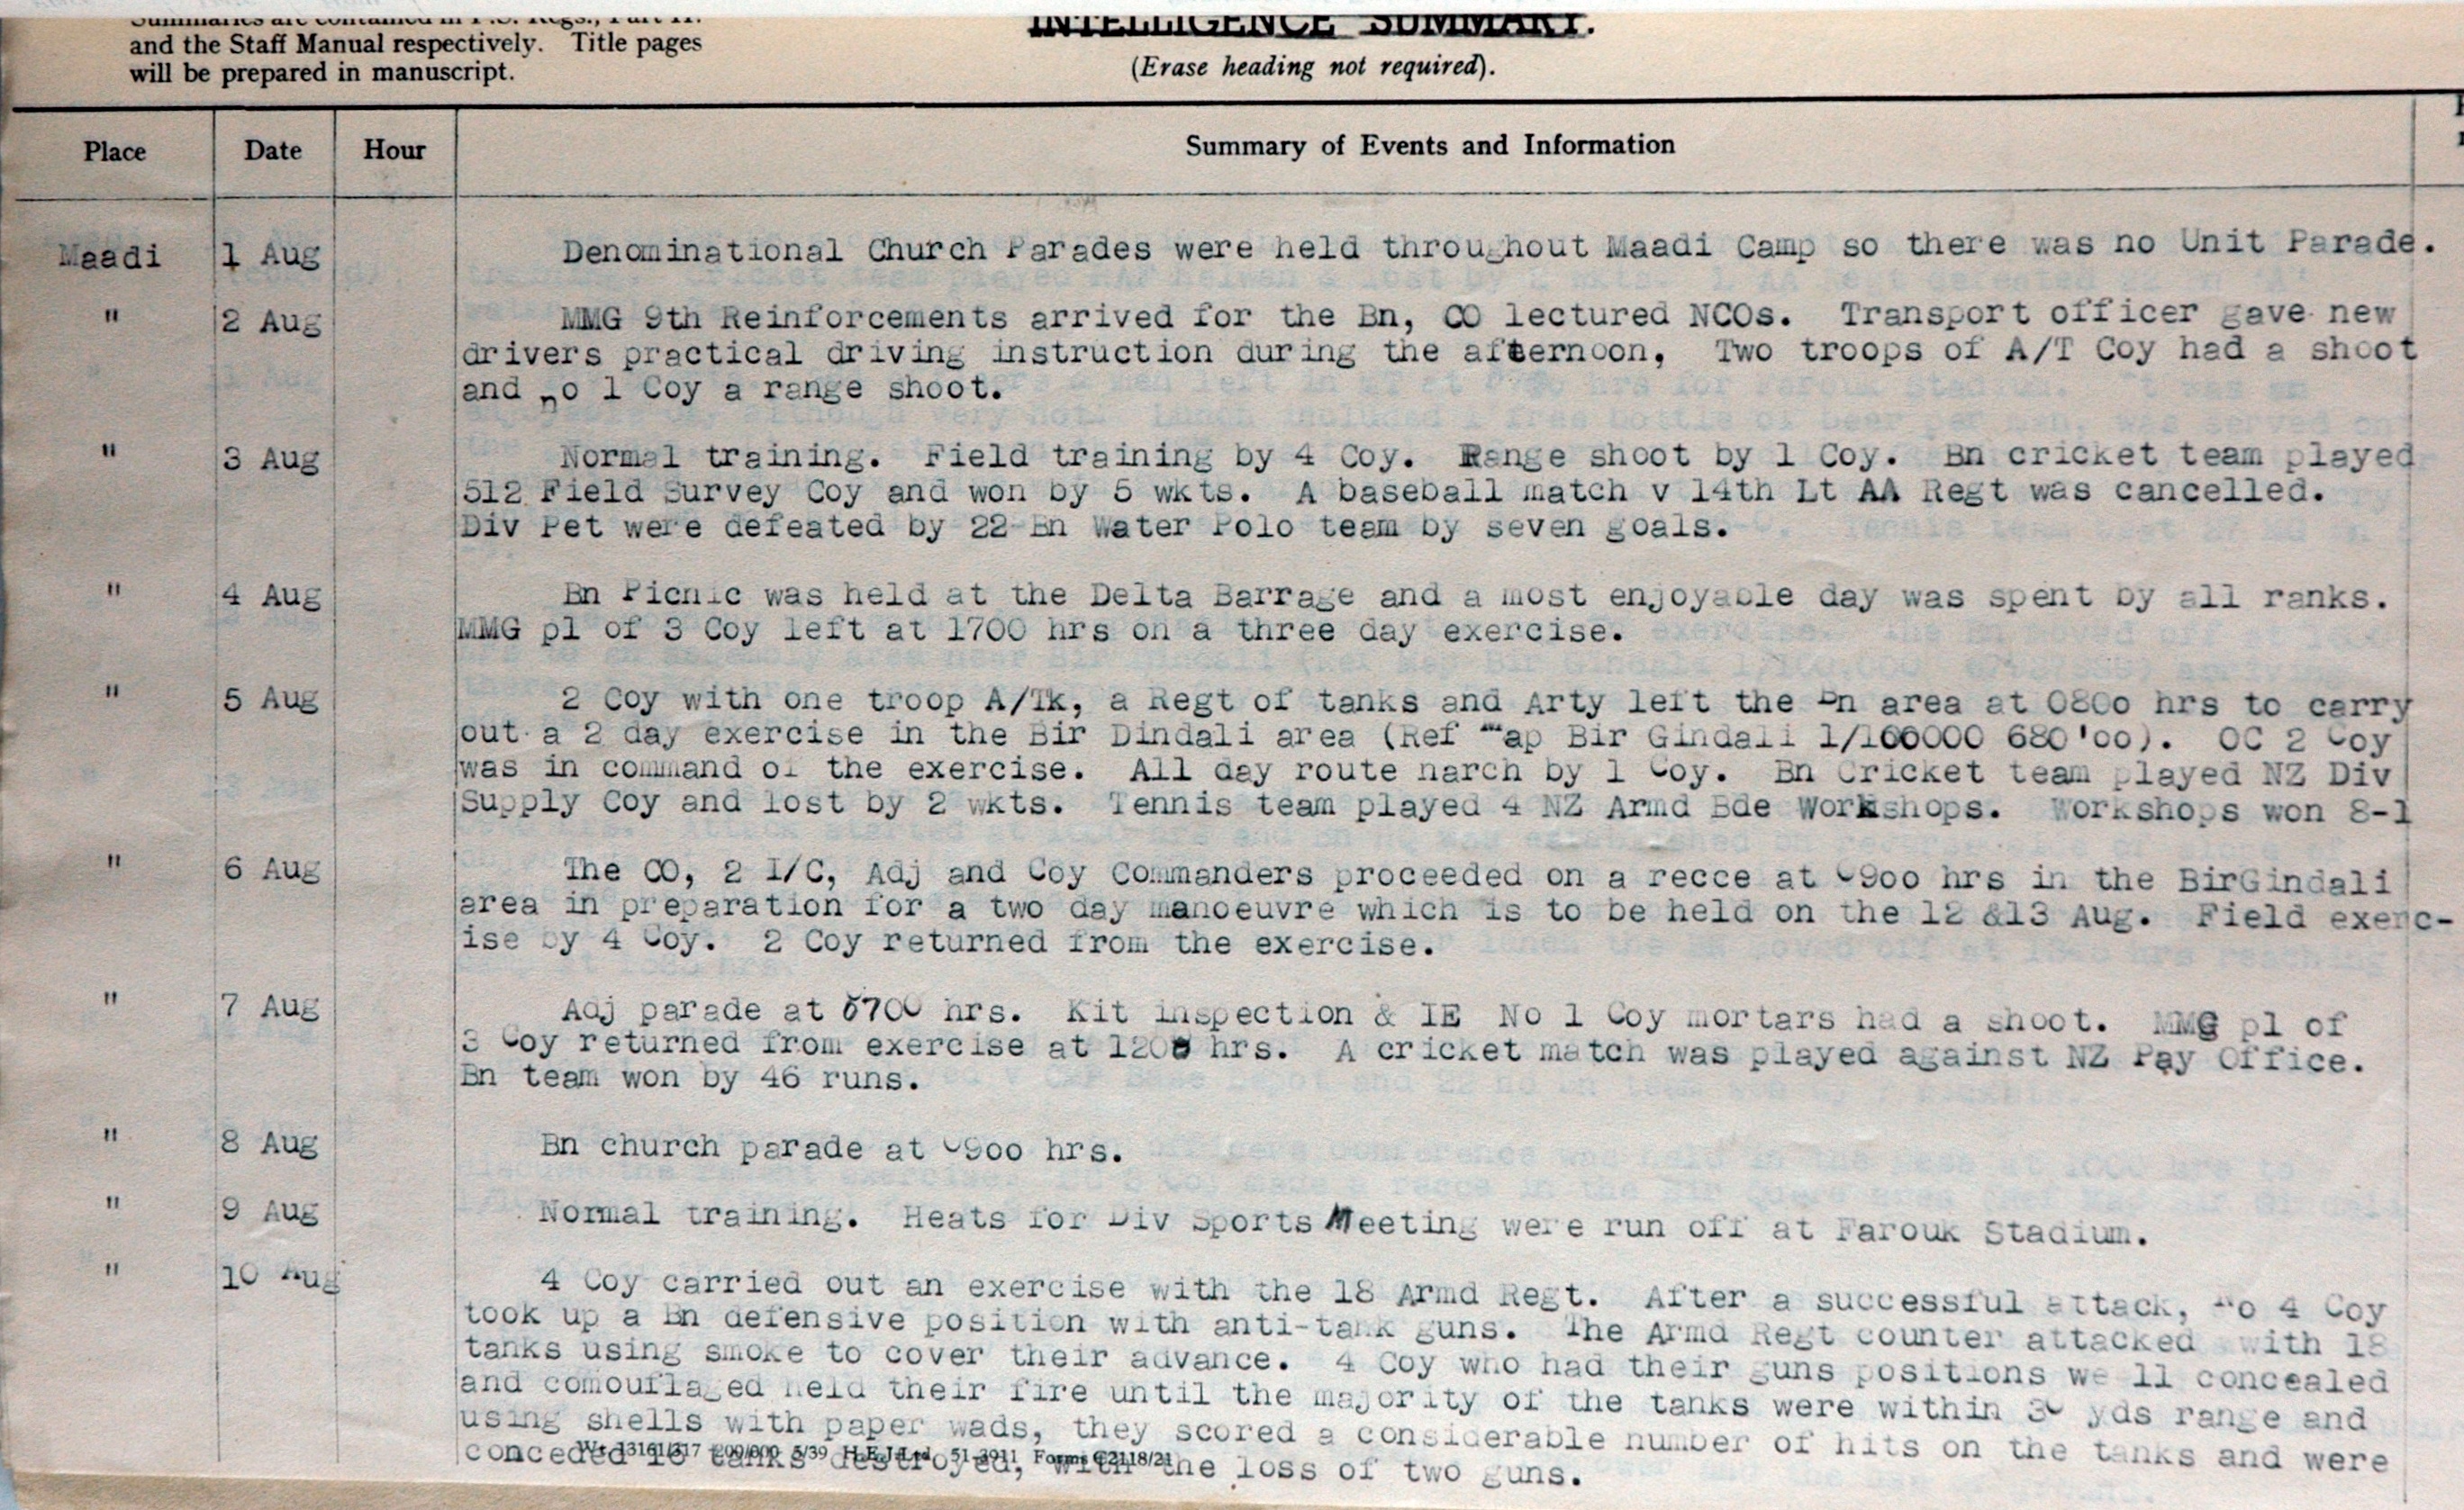 Summaries are contained in F.S. Regs., Part II.
and the Staff Manual respectively. Title pages
will be prepared in manuscript.
INTELLIGENCE SUMMARY.
(Erase heading not required).
Place Date Hour Summary of Events and Information
Maadi 1 Aug Denominational Church Parades were held throughout Maadi Camp so there was no Unit Parade.
" 2 Aug MMG 9th Reinforcements arrived for the Bn, CO lectured NCOs. Transport officer gave new
drivers practical driving instruction during the afternoon, Two troops of A/T Coy had a shoot
and No 1 Coy a range shoot.
" 3 Aug Normal training. Field training by 4 Coy. Range shoot by 1 Coy. Bn cricket team played
512 Field Survey Coy and won by 5 wkts. A baseball match v 14th Lt AA Regt was cancelled.
Div Pet were defeated by 22 Bn Water Polo team by seven goals.
" 4 Aug Bn Picnic was held at the Delta Barrage and a most enjoyable day was spent by all ranks.
MMG pl of 3 Coy left at 1700 hrs on a three day exercise.
" 5 Aug 2 Coy with one troop A/Tk, a Regt of tanks and Arty left the Bn area at 0800 hrs to carry
out a 2 day exercise in the Bir Dindali area (Ref Map Bir Gindali 1/100000 680'00). OC 2 Coy
was in command of the exercise. All day route narch by 1 Coy. Bn Cricket team played NZ Div
Supply Coy and lost by 2 wkts. Tennis team played 4 NZ Armd Bde Workshops. Workshops won 8-1
" 6 Aug The CO, 2 I/C, Adj and Coy Commanders proceeded on a recce at 0900 hrs in the BirGindali
area in preparation for a two day manoeuvre which is to be held on the 12 &13 Aug. Field exerc-
ise by 4 Coy. 2 Coy returned from the exercise.
" 7 Aug Adj parade at 0700 hrs. Kit inspection & IE No 1 Coy mortars had a shoot. MMG pl of
3 Coy returned from exercise at 1200 hrs. A cricket match was played against NZ Pay Office.
Bn team won by 46 runs.
" 8 Aug Bn church parade at 0900 hrs.
" 9 Aug Normal training. Heats for Div Sports Meeting were run off at Farouk Stadium.
" 10 Aug 4 Coy carried out an exercise with the 18 Armd Regt. After a successful attack, No 4 Coy
took up a Bn defensive position with anti-tank guns. The Armd Regt counter attacked with 18
tanks using smoke to cover their advance. 4 Coy who had their guns positions we ll concealed
and comouflaged held their fire until the majority of the tanks were within 30 yds range and
using shells with paper wads, they scored a considerable number of hits on the tanks and were
conceded 16 tanks destroyed, with the loss of two guns.
Forms C2118/21